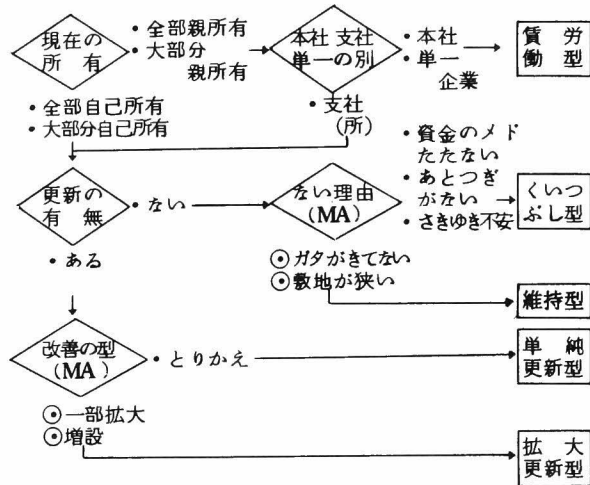 現在の
所有
・全部親所有
・大部分
親所有
本社 支社
単一の別
・本社
・単一
企業
賃労
働型
・全部自己所有
・大部分自己所有
・支社
(所)
更新の
有無
・ない
ない理由
(MA)
・資金のメド
たたない
・あとつぎ
がない
・さきゆき不安
くいつ
ぶし型
・ある
⊙ガタがきてない
⊙敷地が狭い
維持型
改善の型
(MA)
・とりかえ
単純
更新型
⊙一部拡大
⊙増設
拡大
更新型